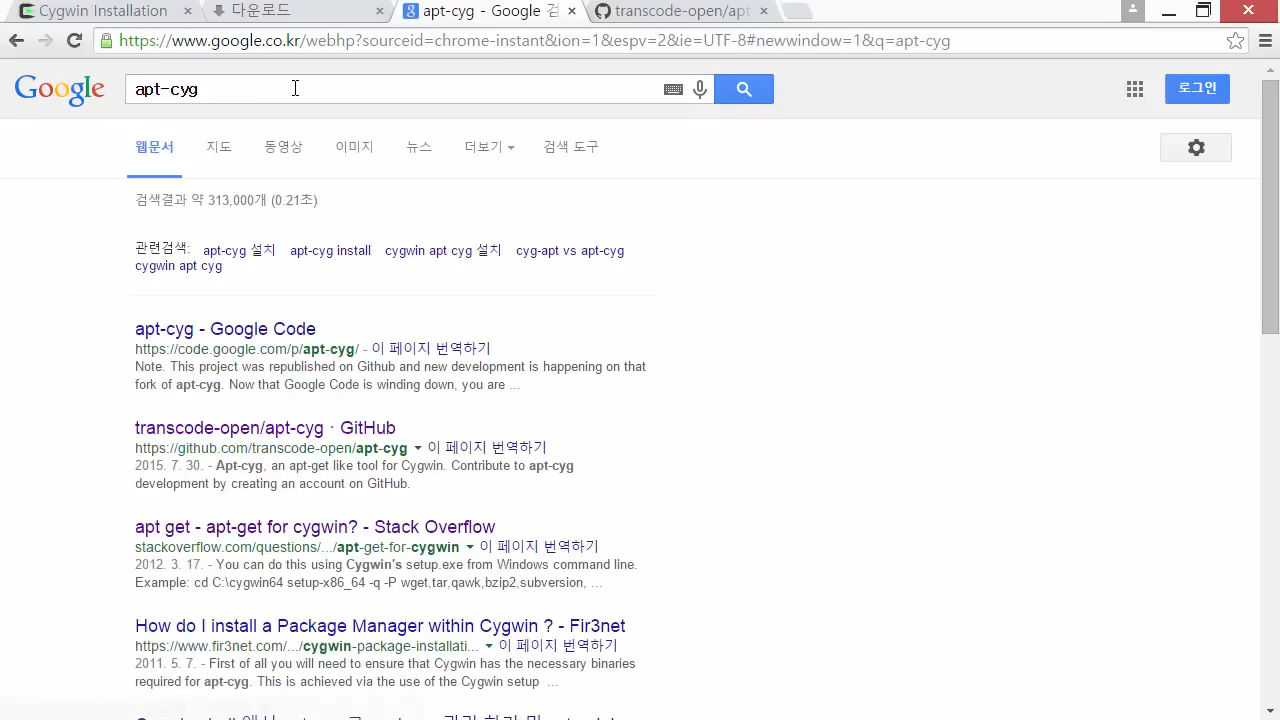 Cygwin Installation
다운로드
apt-cyg - Google 검
transcode-open/apt
https://www.google.co.kr/webhp?sourceid=chrome-instant&ion=1&espv=2&ie=UTF-8#newwindow=1&q=apt-cyg
Google
apt-cyg
로그인
웹문서 지도 동영상 이미지 뉴스 더보기 검색 도구
검색결과 약 313,000개 (0.21초)
관련검색: apt-cyg 설치 apt-cyg install cygwin apt cyg 설치 cyg-apt vs apt-cyg
cygwin apt cyg
apt-cyg - Google Code
https://code.google.com/p/apt-cyg/ - 이 페이지 번역하기
Note. This project was republished on Github and new development is happening on that
fork of apt-cyg. Now that Google Code is winding down, you are ...
transcode-open/apt-cyg · GitHub
https://github.com/transcode-open/apt-cyg 이 페이지 번역하기
2015. 7. 30. - Apt-cyg, an apt-get like tool for Cygwin. Contribute to apt-cyg
development by creating an account on GitHub.
apt get - apt-get for cygwin? - Stack Overflow
stackoverflow.com/questions/.../apt-get-for-cygwin 이 페이지 번역하기
2012. 3. 17. - You can do this using Cygwin's setup.exe from Windows command line.
Example: cd C:\cygwin64 setup-x86_64 -q -P wget,tar,qawk,bzip2,subversion, ...
How do I install a Package Manager within Cygwin ? - Fir3net
https://www.fir3net.com/.../cygwin-package-installati... 이 페이지 번역하기
2011. 5. 7. - First of all you will need to ensure that Cygwin has the necessary binaries
required for apt-cyg. This is achieved via the use of the Cygwin setup ...